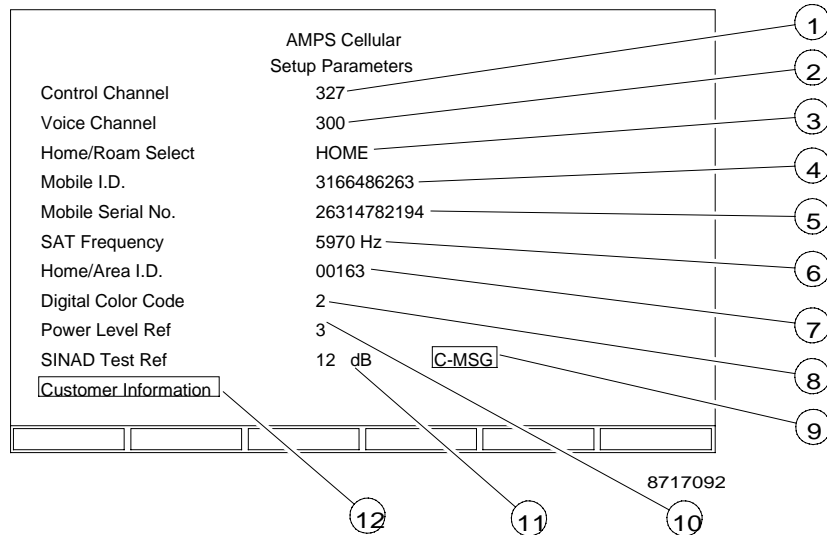 AMPS Cellular
Setup Parameters
Control Channel 327
Voice Channel 300
Home/Roam Select HOME
Mobile I.D. 3166486263
Mobile Serial No. 26314782194
SAT Frequency 5970 Hz
Home/Area I.D. 00163
Digital Color Code 2
Power Level Ref 3
SINAD Test Ref 12 dB C-MSG
Customer Information
1
2
3
4
5
6
7
8
9
8717092
12
11
10